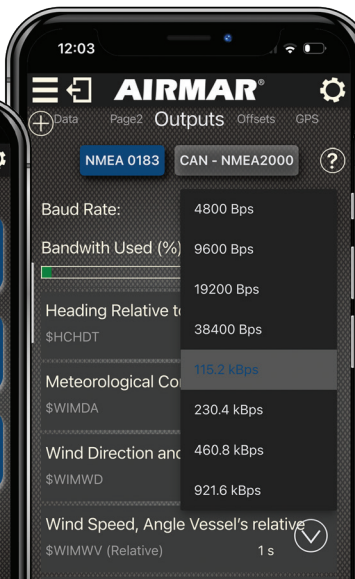 12:03
AIRMAR®
Data Page2 Outputs Offsets GPS
NMEA 0183 CAN - NMEA2000 ?
Baud Rate:
4800 Bps
Bandwith Used (%)
9600 Bps
19200 Bps
Heading Relative to
38400 Bps
$HCHDT
115.2 kBps
Meteorological Co
$WIMDA
230.4 kBps
Wind Direction and
460.8 kBps
$WIMWD
921.6 kBps
Wind Speed, Angle Vessel's relative
$WIMWV (Relative) 1 s